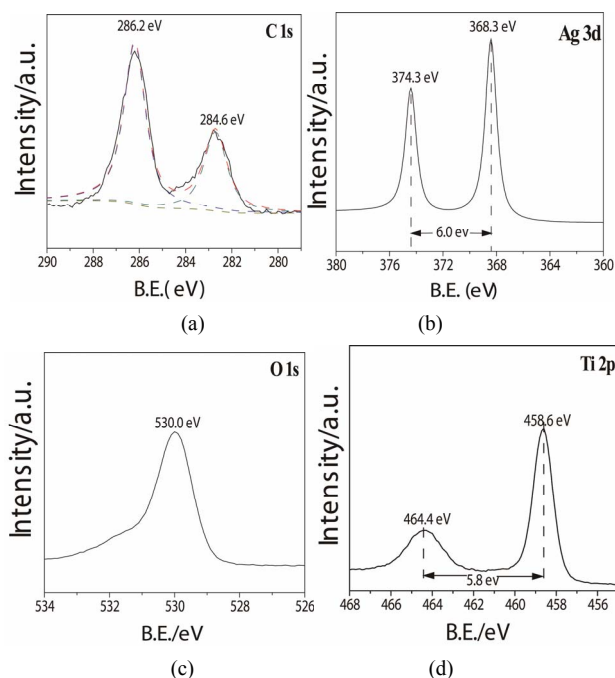 C 1s
286.2 eV
284.6 eV
Intensity/a.u.
290 288 286 284 282 280
B.E.( eV)
(a)
Ag 3d
368.3 eV
374.3 eV
6.0 ev
Intensity/a.u.
380 376 372 368 364 360
B.E. (eV)
(b)
O 1s
530.0 eV
Intensity/a.u.
534 532 530 528 526
B.E./eV
(c)
Ti 2p
458.6 eV
464.4 eV
5.8 ev
Intensity/a.u.
468 466 464 462 460 458 456
B.E./eV
(d)